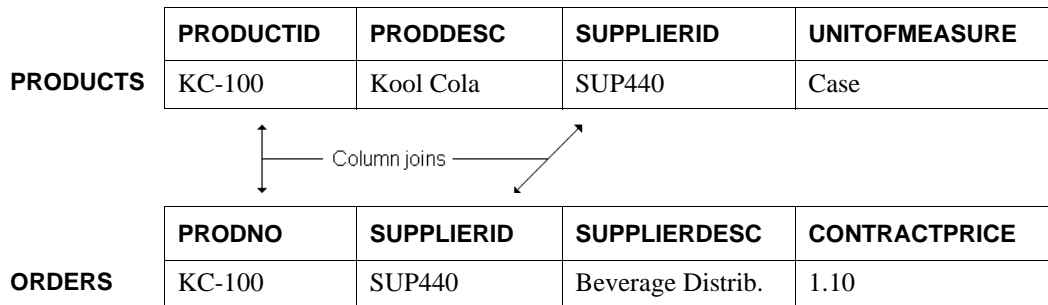 PRODUCTID PRODDESC SUPPLIERID UNITOFMEASURE
PRODUCTS KC-100 Kool Cola SUP440 Case
Column joins
PRODNO SUPPLIERID SUPPLIERDESC CONTRACTPRICE
ORDERS KC-100 SUP440 Beverage Distrib. 1.10